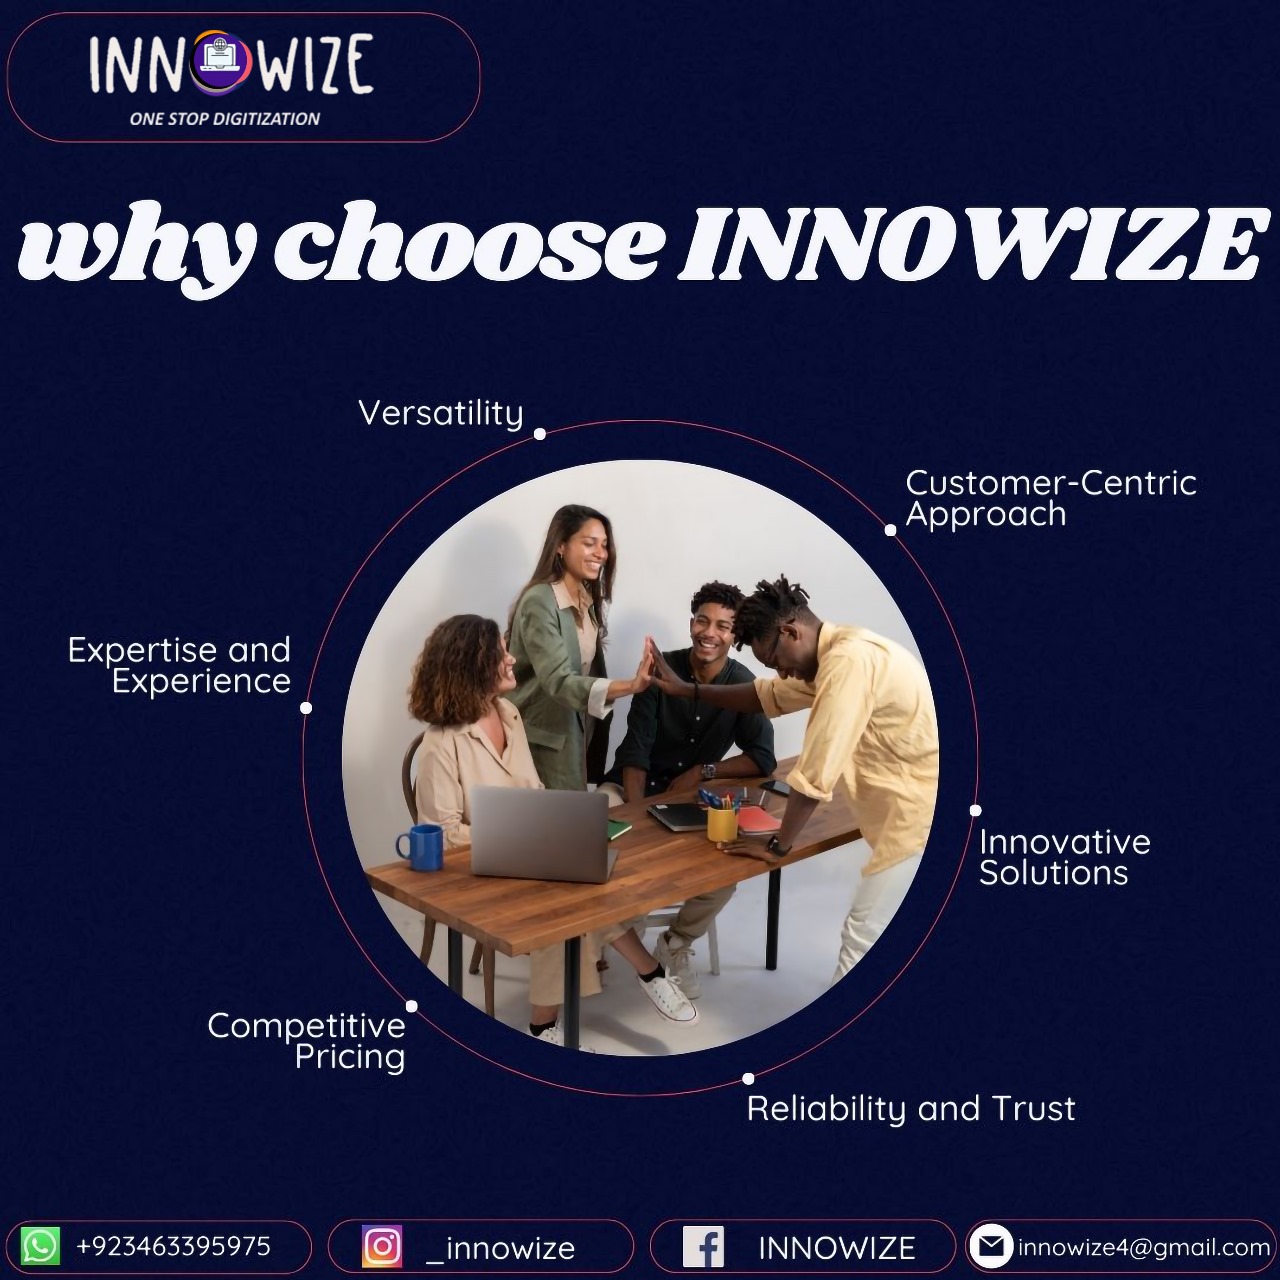 INNOWIZE
ONE STOP DIGITIZATION
why choose INNOWIZE
Versatility
Customer-Centric
Approach
Expertise and
Experience
Innovative
Solutions
Competitive
Pricing
Reliability and Trust
+923463395975
_innowize
INNOWIZE
innowize4@gmail.com